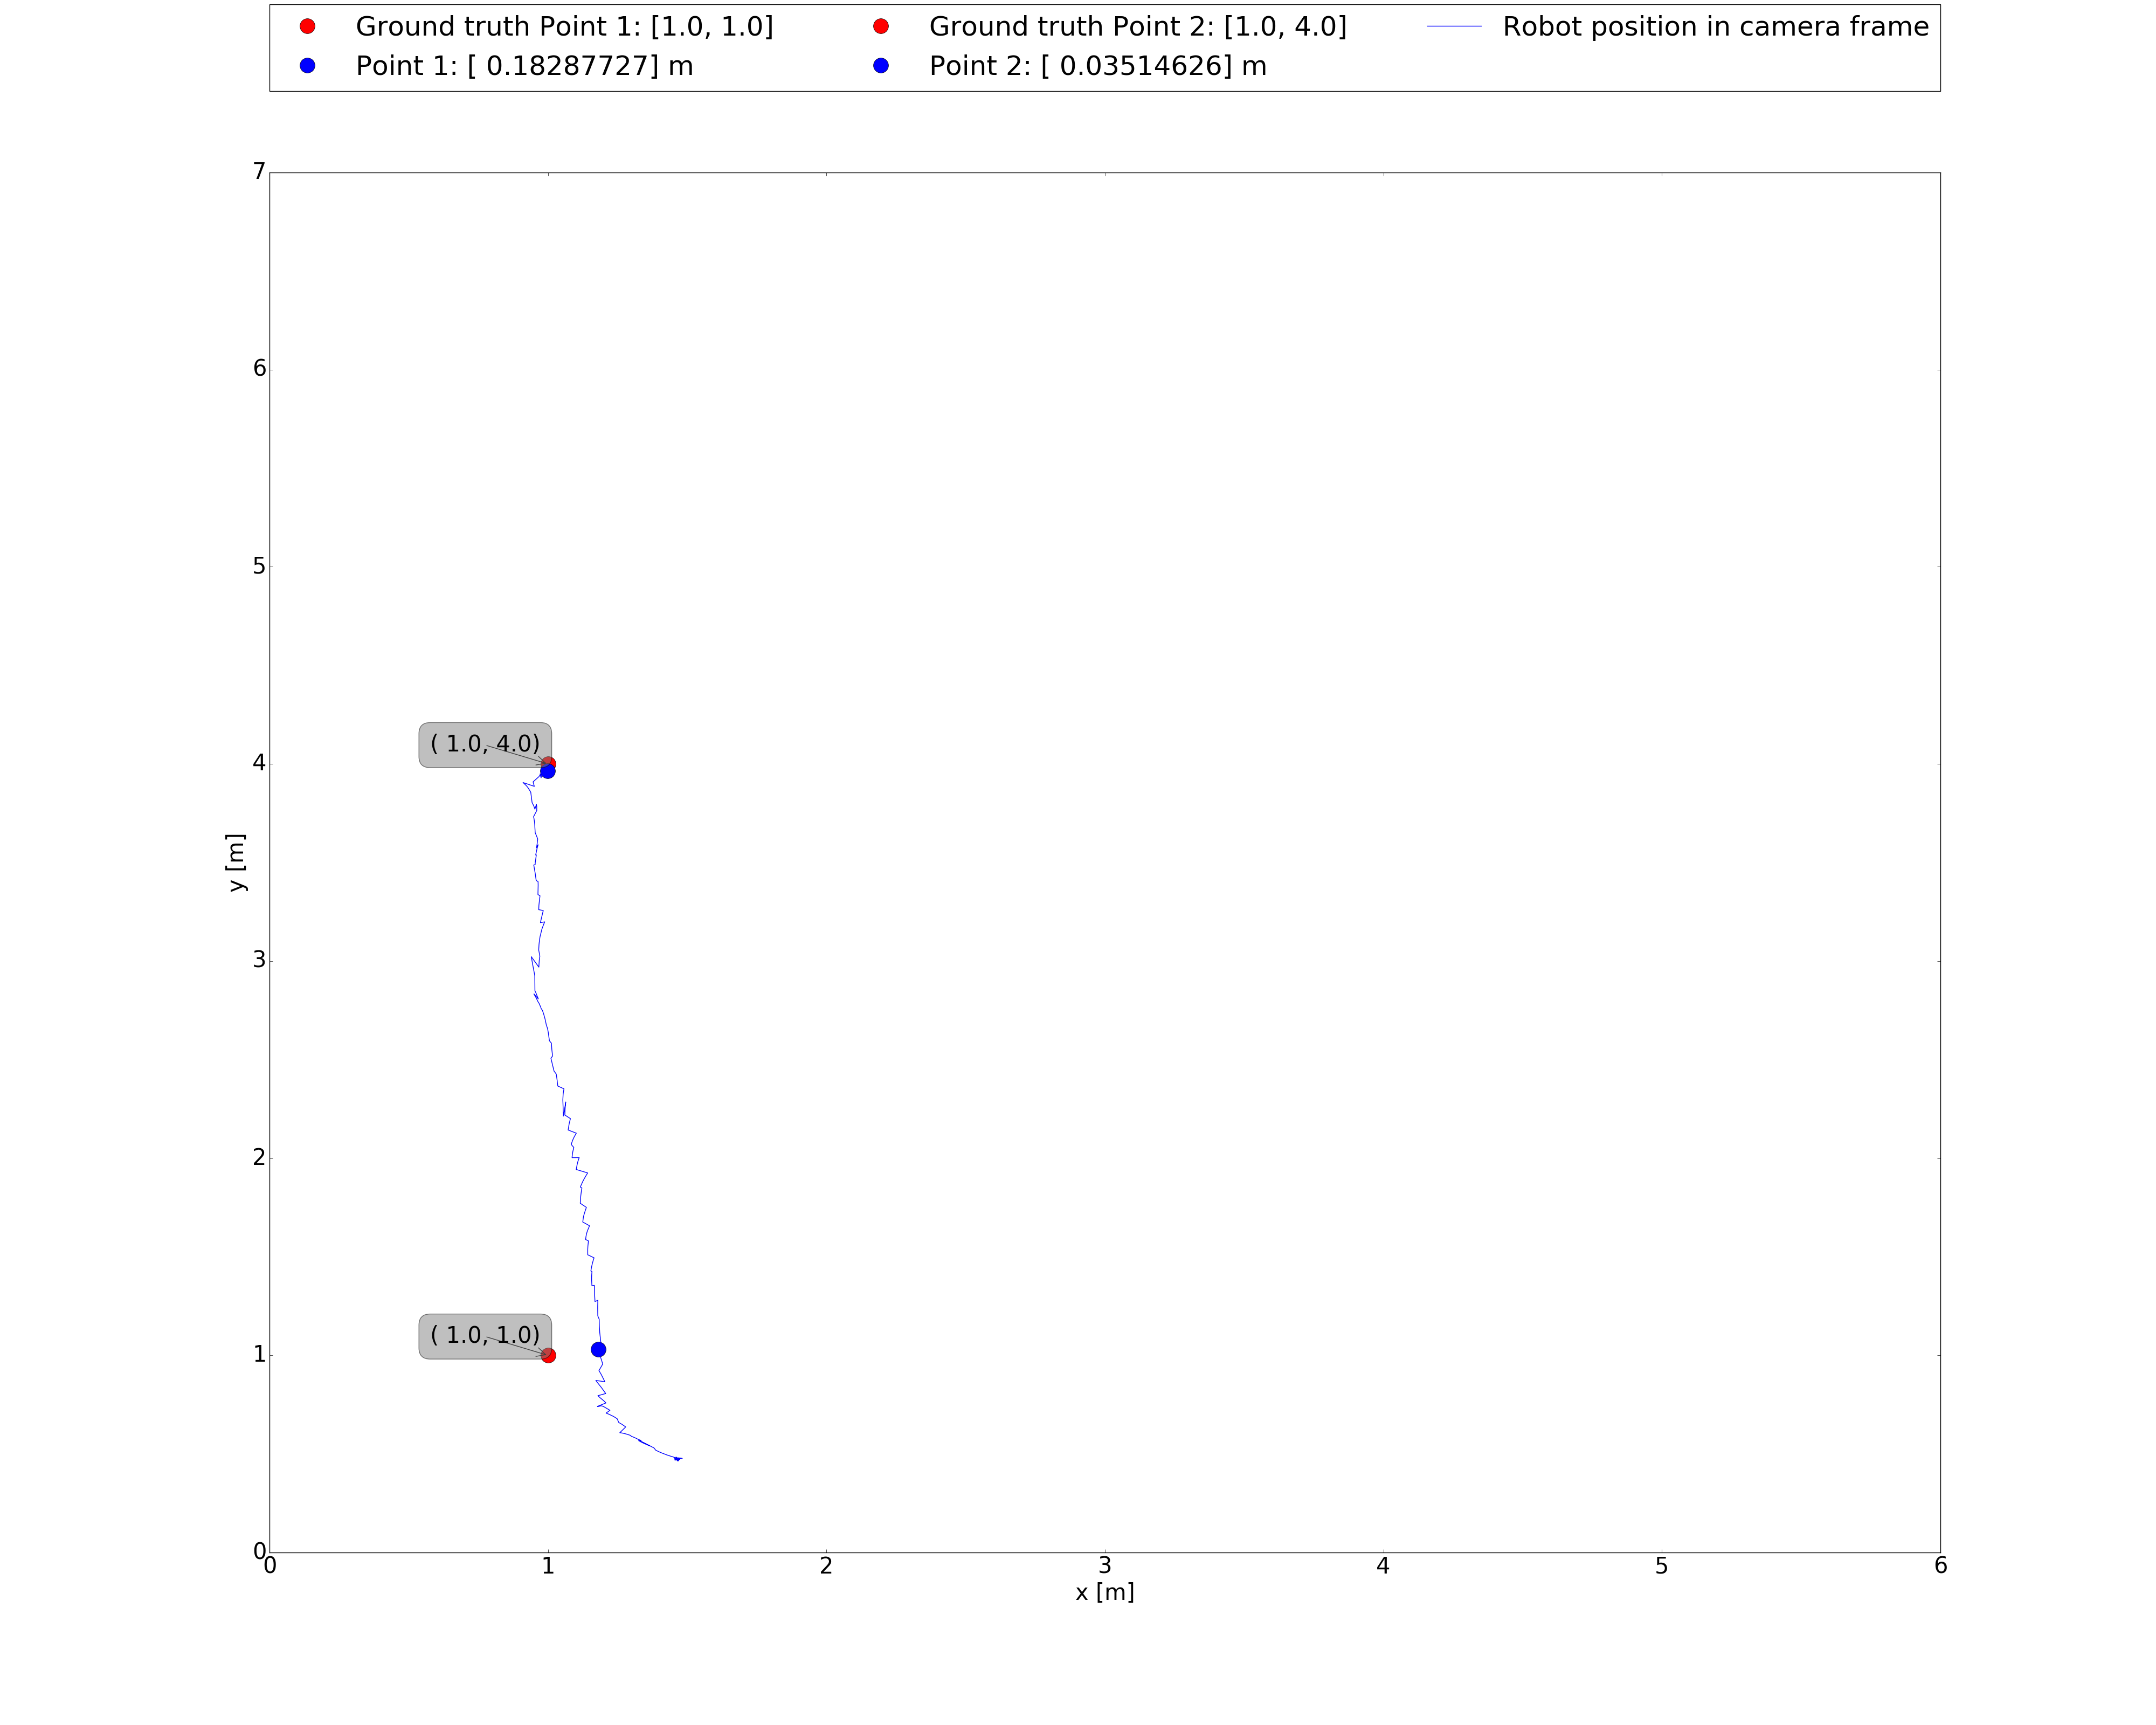 Ground truth Point 1: [1.0, 1.0]
Point 1: [ 0.18287727] m
Ground truth Point 2: [1.0, 4.0]
Point 2: [ 0.03514626] m
Robot position in camera frame
7
6
5
4
3
2
1
0
y [m]
( 1.0, 4.0)
( 1.0, 1.0)
0 1 2 3 4 5 6
x [m]